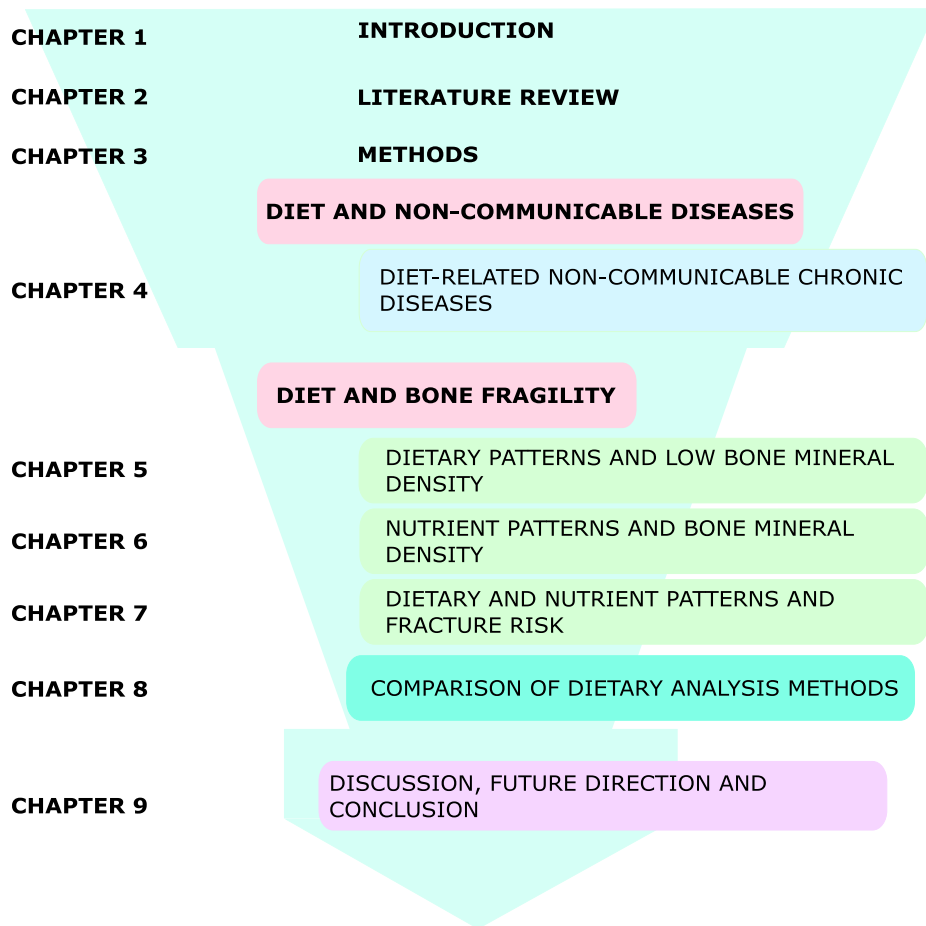 CHAPTER 1
INTRODUCTION
CHAPTER 2
LITERATURE REVIEW
CHAPTER 3
METHODS
DIET AND NON–COMMUNICABLE DISEASES
CHAPTER 4
DIET-RELATED NON-COMMUNICABLE CHRONIC
DISEASES
DIET AND BONE FRAGILITY
CHAPTER 5
DIETARY PATTERNS AND LOW BONE MINERAL
DENSITY
CHAPTER 6
NUTRIENT PATTERNS AND BONE MINERAL
DENSITY
CHAPTER 7
DIETARY AND NUTRIENT PATTERNS AND
FRACTURE RISK
CHAPTER 8
COMPARISON OF DIETARY ANALYSIS METHODS
CHAPTER 9
DISCUSSION, FUTURE DIRECTION AND
CONCLUSION